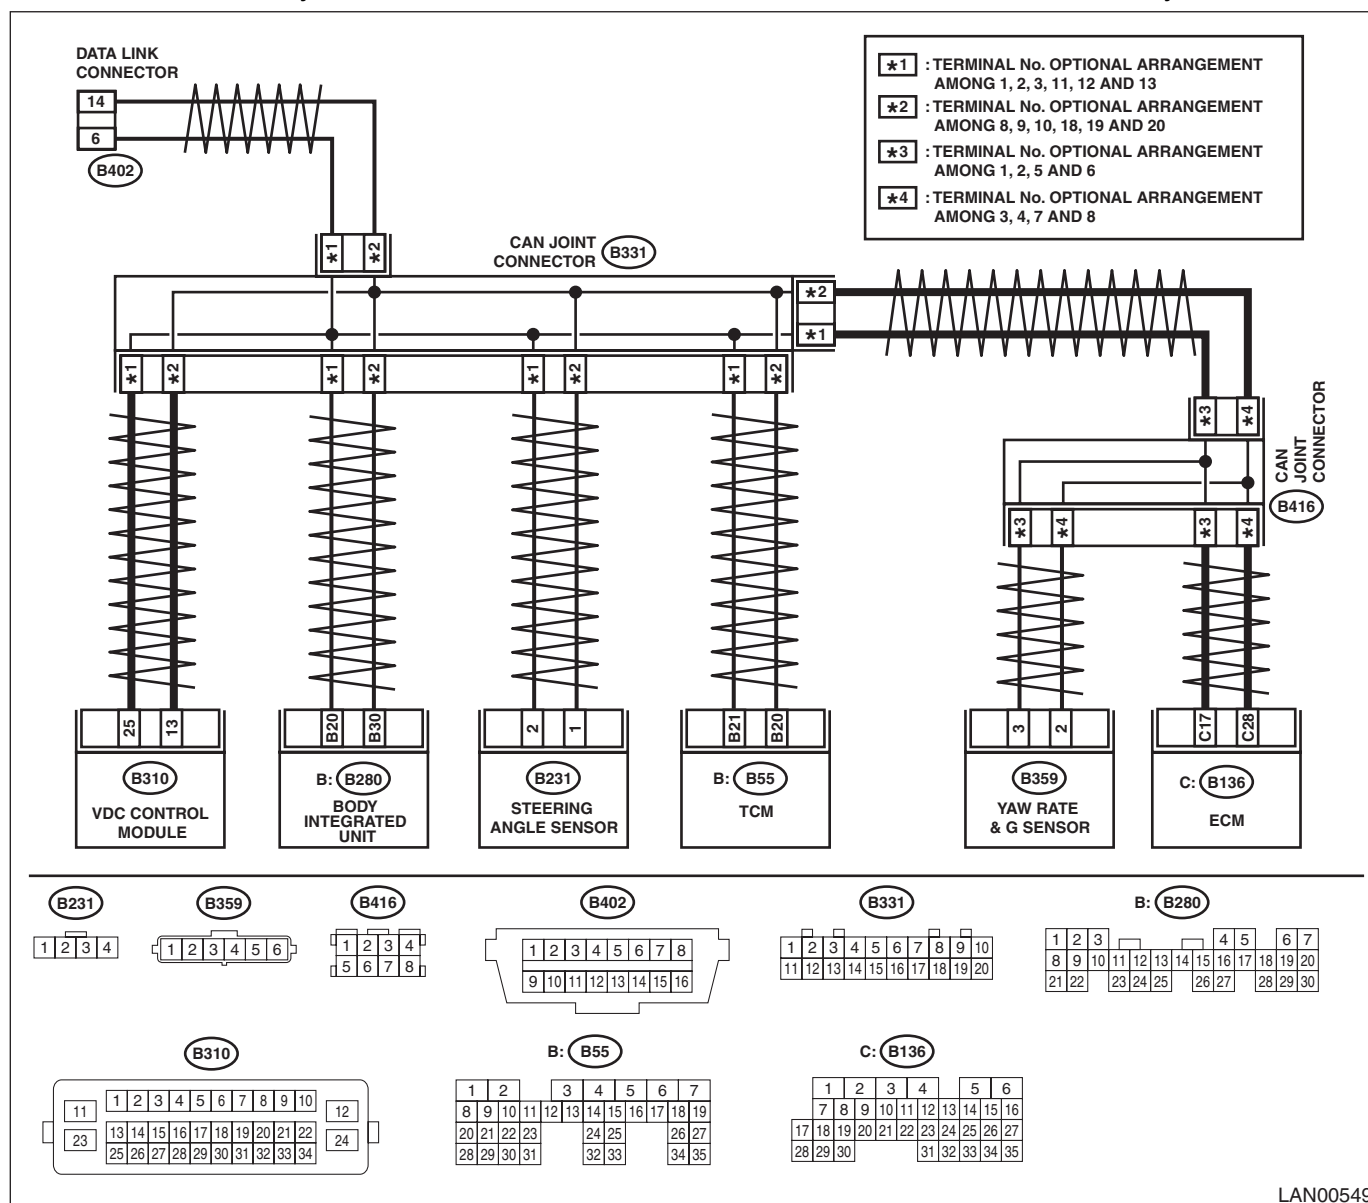 DATA LINK
CONNECTOR
14
6
B402
*1 : TERMINAL No. OPTIONAL ARRANGEMENT
AMONG 1, 2, 3, 11, 12 AND 13
*2 : TERMINAL No. OPTIONAL ARRANGEMENT
AMONG 8, 9, 10, 18, 19 AND 20
*3 : TERMINAL No. OPTIONAL ARRANGEMENT
AMONG 1, 2, 5 AND 6
*4 : TERMINAL No. OPTIONAL ARRANGEMENT
AMONG 3, 4, 7 AND 8
*1 *2
CAN JOINT
CONNECTOR B331
*2
*1
*1 *2 *1 *2 *1 *2 *1 *2
*3 *4
CAN
JOINT
CONNECTOR
B416
*3 *4 *3 *4
25 13 B20 B30 2 1 B21 B20 3 2 C17 C28
B310
VDC CONTROL
MODULE
B: B280
BODY
INTEGRATED
UNIT
B231
STEERING
ANGLE SENSOR
B: B55
TCM
B359
YAW RATE
& G SENSOR
C: B136
ECM
B231
1 2 3 4
B359
1 2 3 4 5 6
B416
1 2 3 4
5 6 7 8
B402
1 2 3 4 5 6 7 8
9 10 11 12 13 14 15 16
B331
1 2 3 4 5 6 7 8 9 10
11 12 13 14 15 16 17 18 19 20
B: B280
1 2 3 4 5 6 7
8 9 10 11 12 13 14 15 16 17 18 19 20
21 22 23 24 25 26 27 28 29 30
B310
11 1 2 3 4 5 6 7 8 9 10 12
23 13 14 15 16 17 18 19 20 21 22 24
25 26 27 28 29 30 31 32 33 34
B: B55
1 2 3 4 5 6 7
8 9 10 11 12 13 14 15 16 17 18 19
20 21 22 23 24 25 26 27
28 29 30 31 32 33 34 35
C: B136
1 2 3 4 5 6
7 8 9 10 11 12 13 14 15 16
17 18 19 20 21 22 23 24 25 26 27
28 29 30 31 32 33 34 35
LAN00549